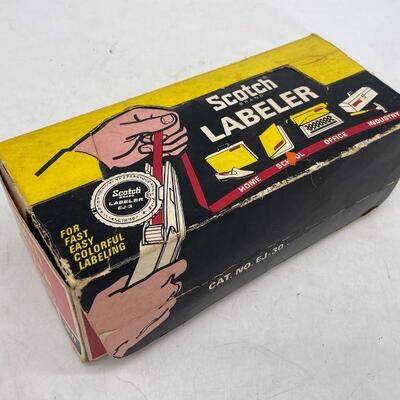 Scotch
BRAND
LABELER
HOME SCHOOL OFFICE INDUSTRY
Scotch
BRAND
LABELER
EJ-3
FOR
FAST
EASY
COLORFUL
LABELING
CAT. NO. EJ-30